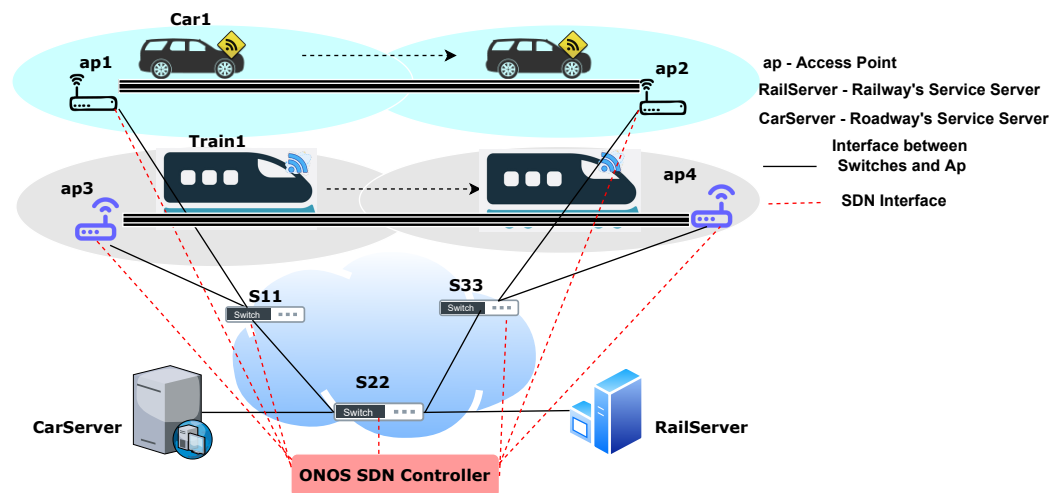 Car1
ap1
ap2
ap - Access Point
RailServer - Railway's Service Server
CarServer - Roadway's Service Server
Interface between
Switches and Ap
SDN Interface
Train1
ap3
ap4
S11
Switch
S33
Switch
S22
Switch
CarServer
RailServer
ONOS SDN Controller